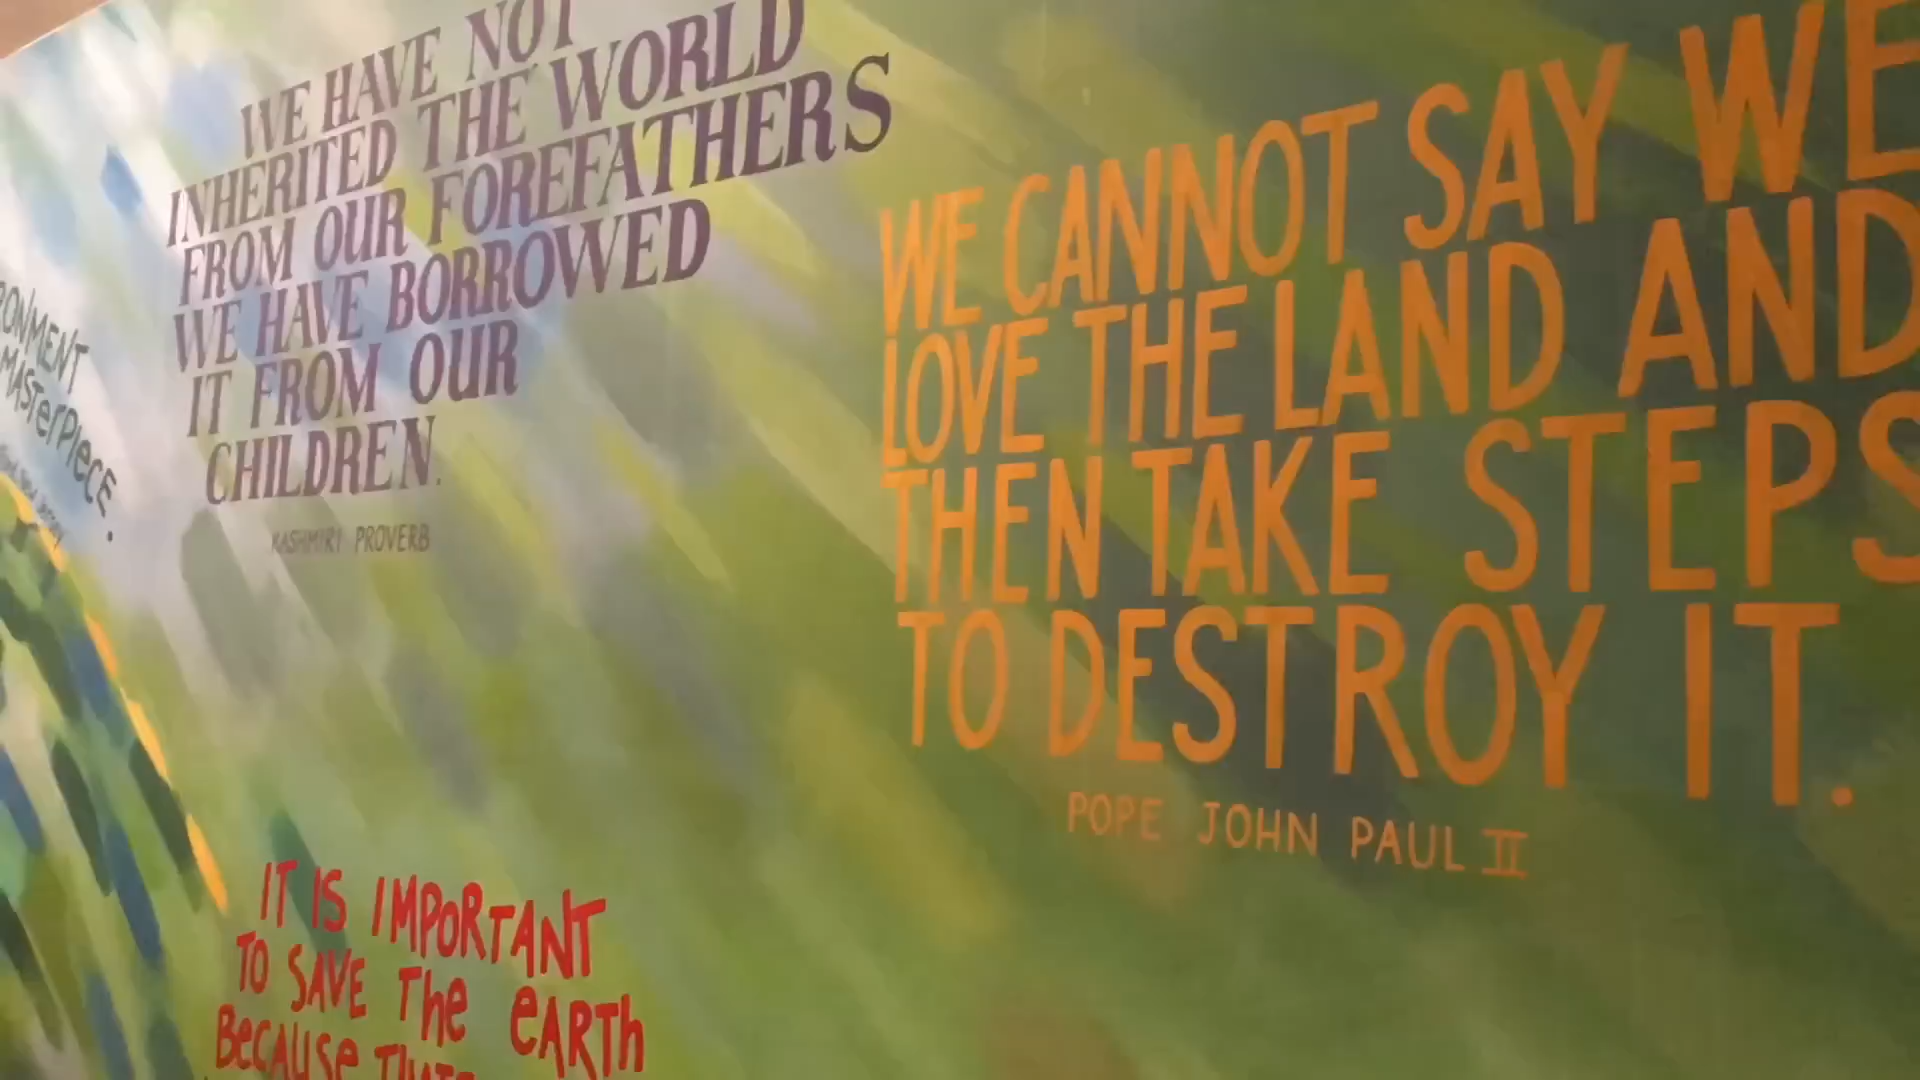 WE HAVE NOT
INHERITED THE WORLD
FROM OUR FOREFATHERS
WE HAVE BORROWED
IT FROM OUR
CHILDREN.
KASHMIRI PROVERB
WE CANNOT SAY WE
LOVE THE LAND AND
THEN TAKE STEPS
TO DESTROY IT.
POPE JOHN PAUL II
MASTERPIECE.
IT IS IMPORTANT
TO SAVE The eARTh
BecAUSe